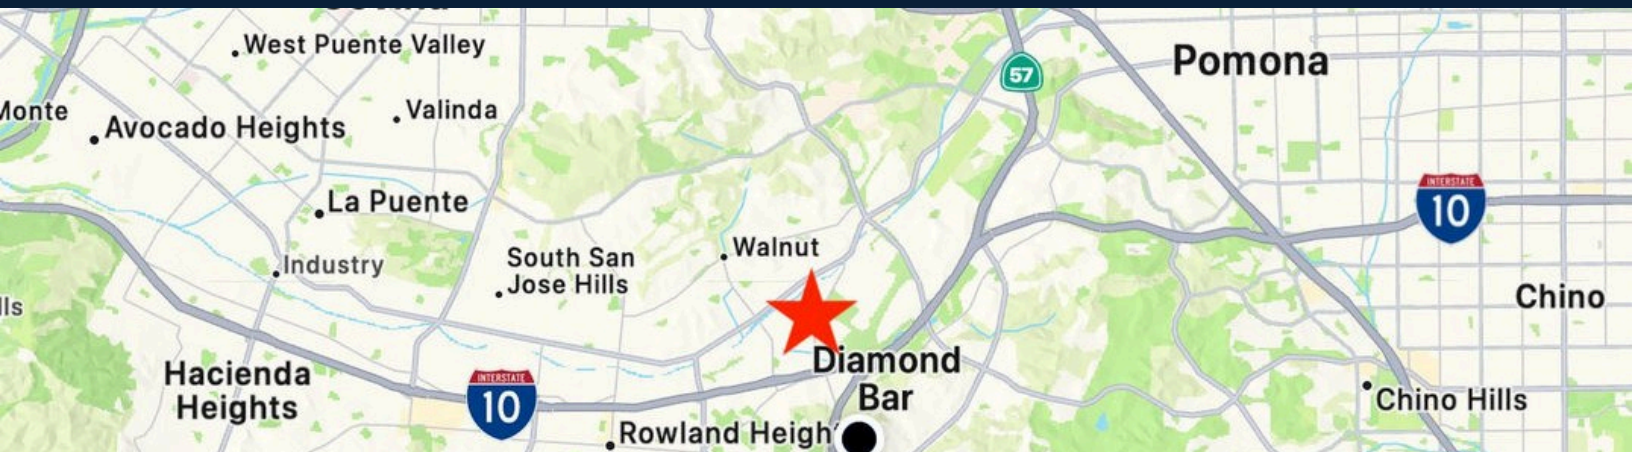 West Puente Valley
57
Pomona
Monte
Valinda
Avocado Heights
INTERSTATE
10
La Puente
Walnut
South San
Jose Hills
Industry
Chino
Diamond
Bar
Hacienda
Heights
INTERSTATE
10
Chino Hills
Rowland Heigh